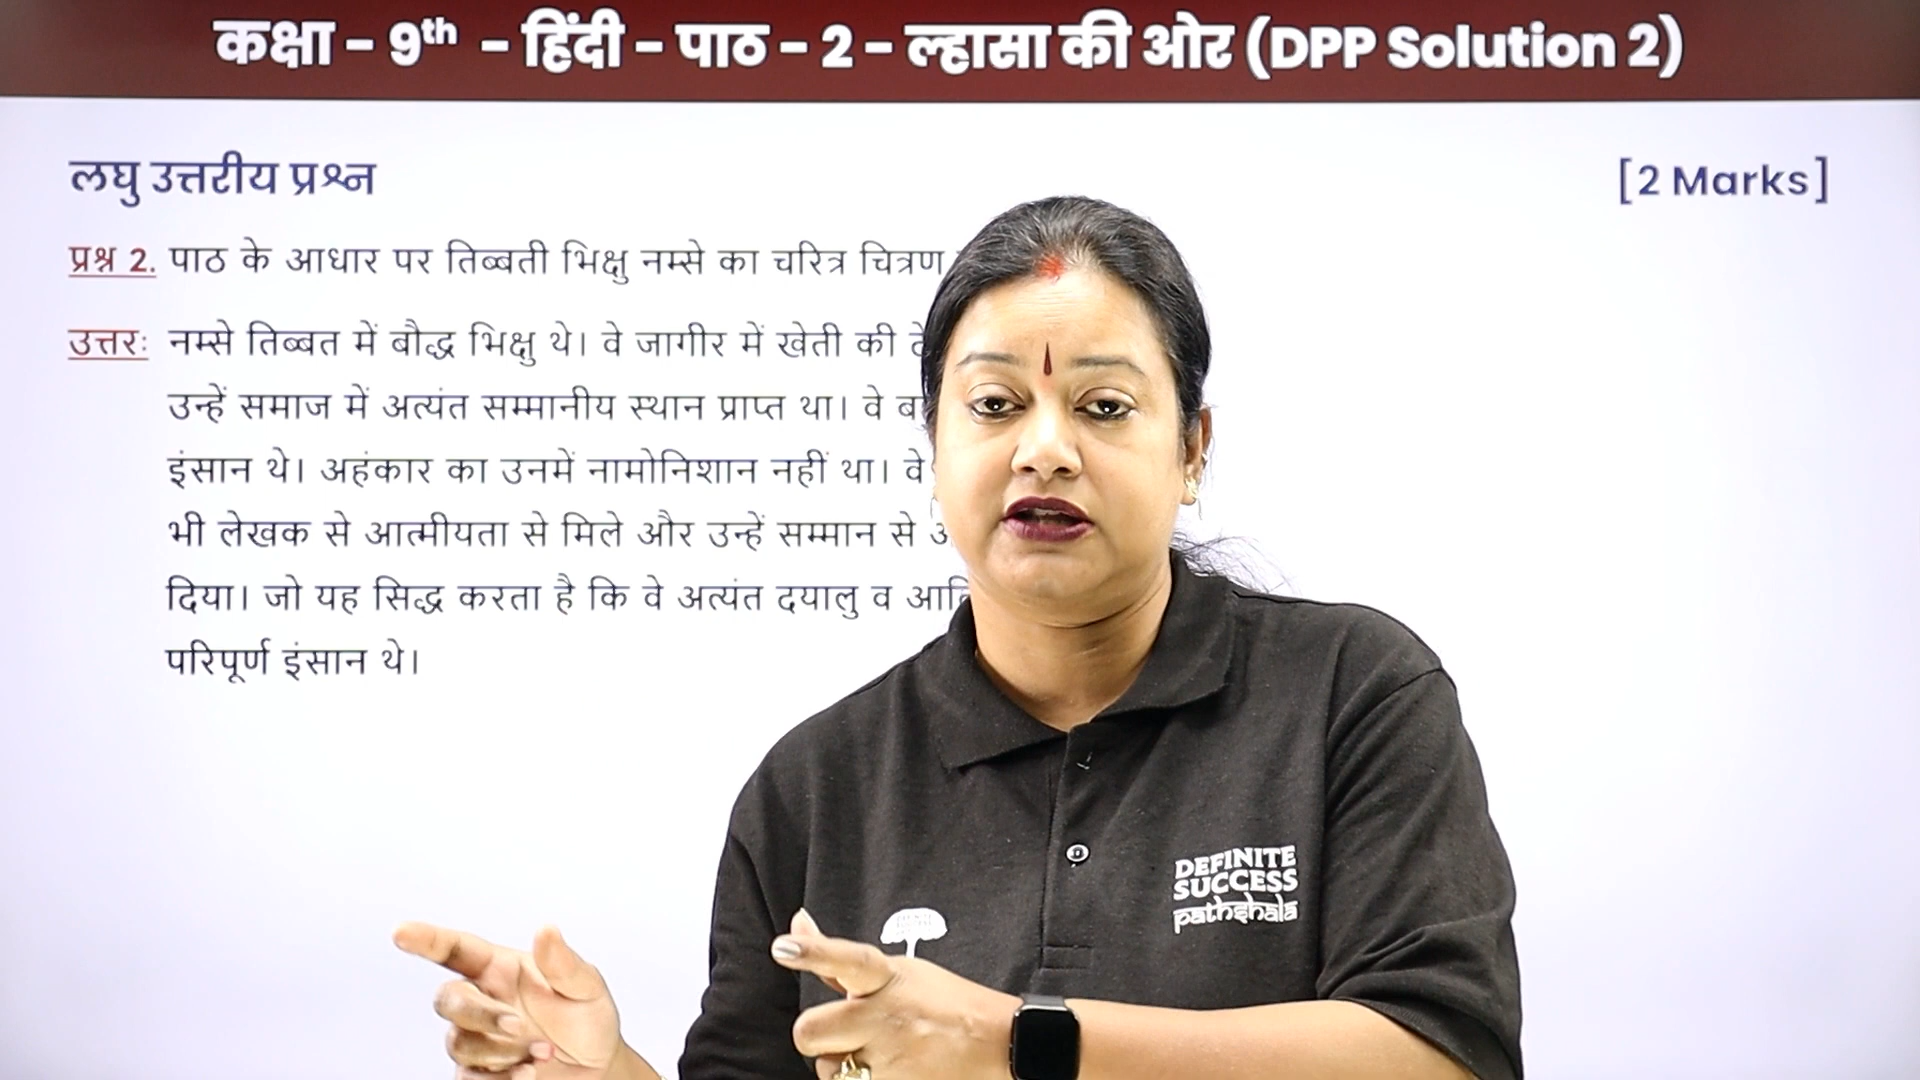 कक्षा – 9th – हिंदी – पाठ – 2 – ल्हासा की ओर (DPP Solution 2)
लघु उत्तरीय प्रश्न [2 Marks]
प्रश्न 2. पाठ के आधार पर तिब्बती भिक्षु नम्से का चरित्र चित्रण
उत्तरः नम्से तिब्बत में बौद्ध भिक्षु थे। वे जागीर में खेती की
उन्हें समाज में अत्यंत सम्मानीय स्थान प्राप्त था। वे
इंसान थे। अहंकार का उनमें नामोनिशान नहीं था। वे
भी लेखक से आत्मीयता से मिले और उन्हें सम्मान से
दिया। जो यह सिद्ध करता है कि वे अत्यंत दयालु व
परिपूर्ण इंसान थे।
DEFINITE
SUCCESS
pathshala